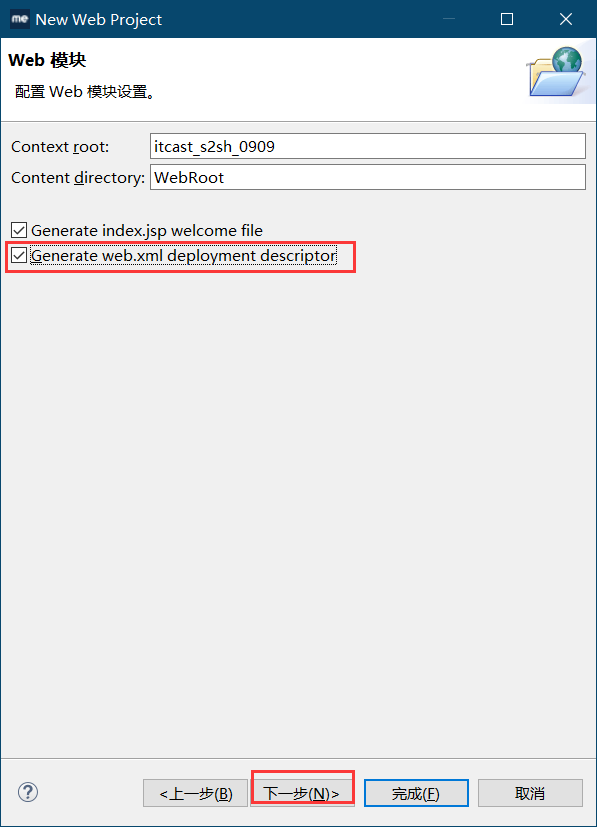 me New Web Project
Web 模块
配置 Web 模块设置。
Context root: itcast_s2sh_0909
Content directory: WebRoot
Generate index.jsp welcome file
Generate web.xml deployment descriptor
? <上一步(B) 下一步(N)> 完成(F) 取消